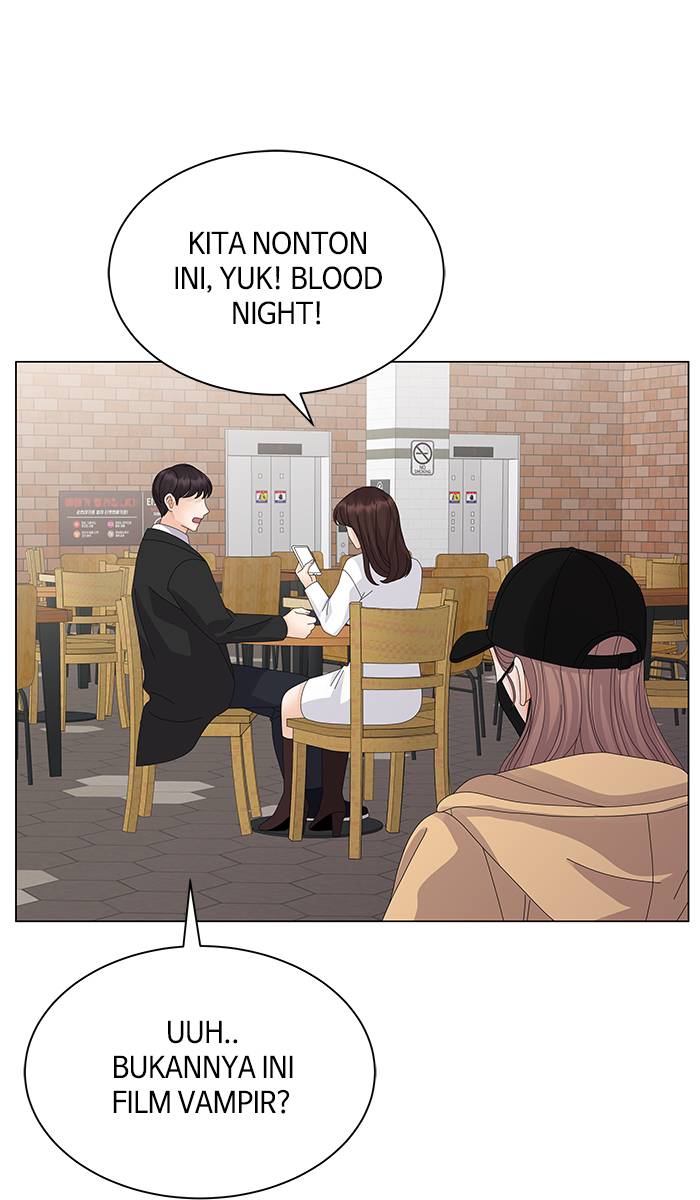 KITA NONTON
INI, YUK! BLOOD
NIGHT!
NO
SMOKING
UUH..
BUKANNYA INI
FILM VAMPIR?